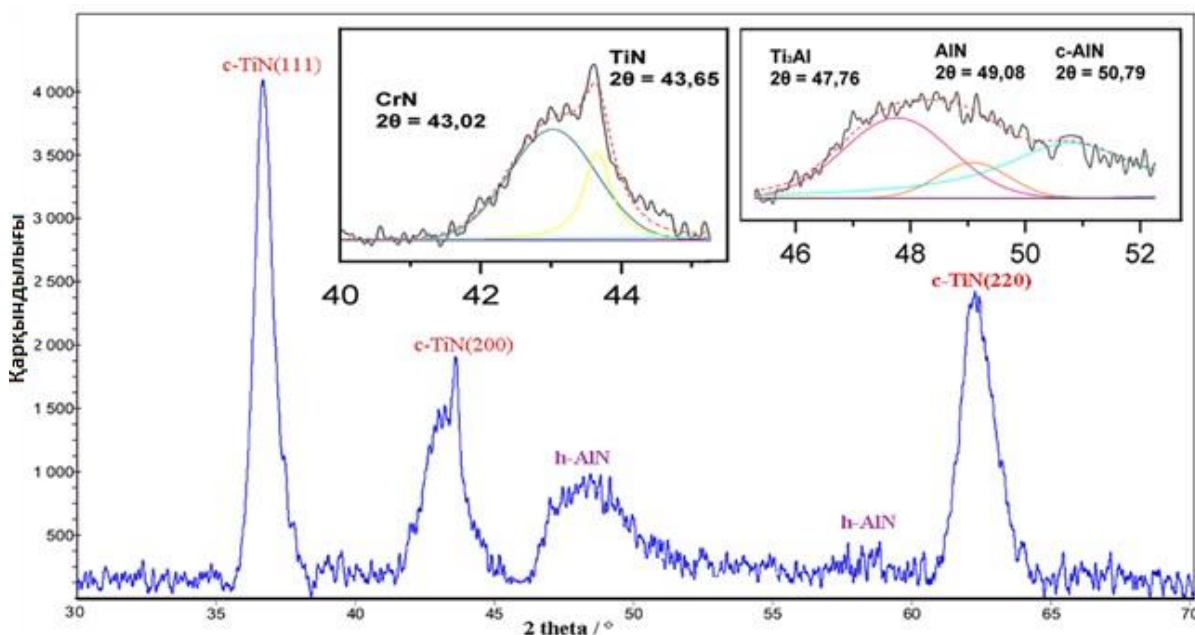 Қарқындылығы
4 000
3 500
3 000
2 500
2 000
1 500
1 000
500
c-TiN(111)
CrN
2θ = 43,02
TiN
2θ = 43,65
40 42 44
Ti₃Al
2θ = 47,76
AlN
2θ = 49,08
c-AlN
2θ = 50,79
46 48 50 52
c-TiN(200)
h-AlN
h-AlN
c-TiN(220)
30 35 40 45 50 55 60 65 70
2 theta / °